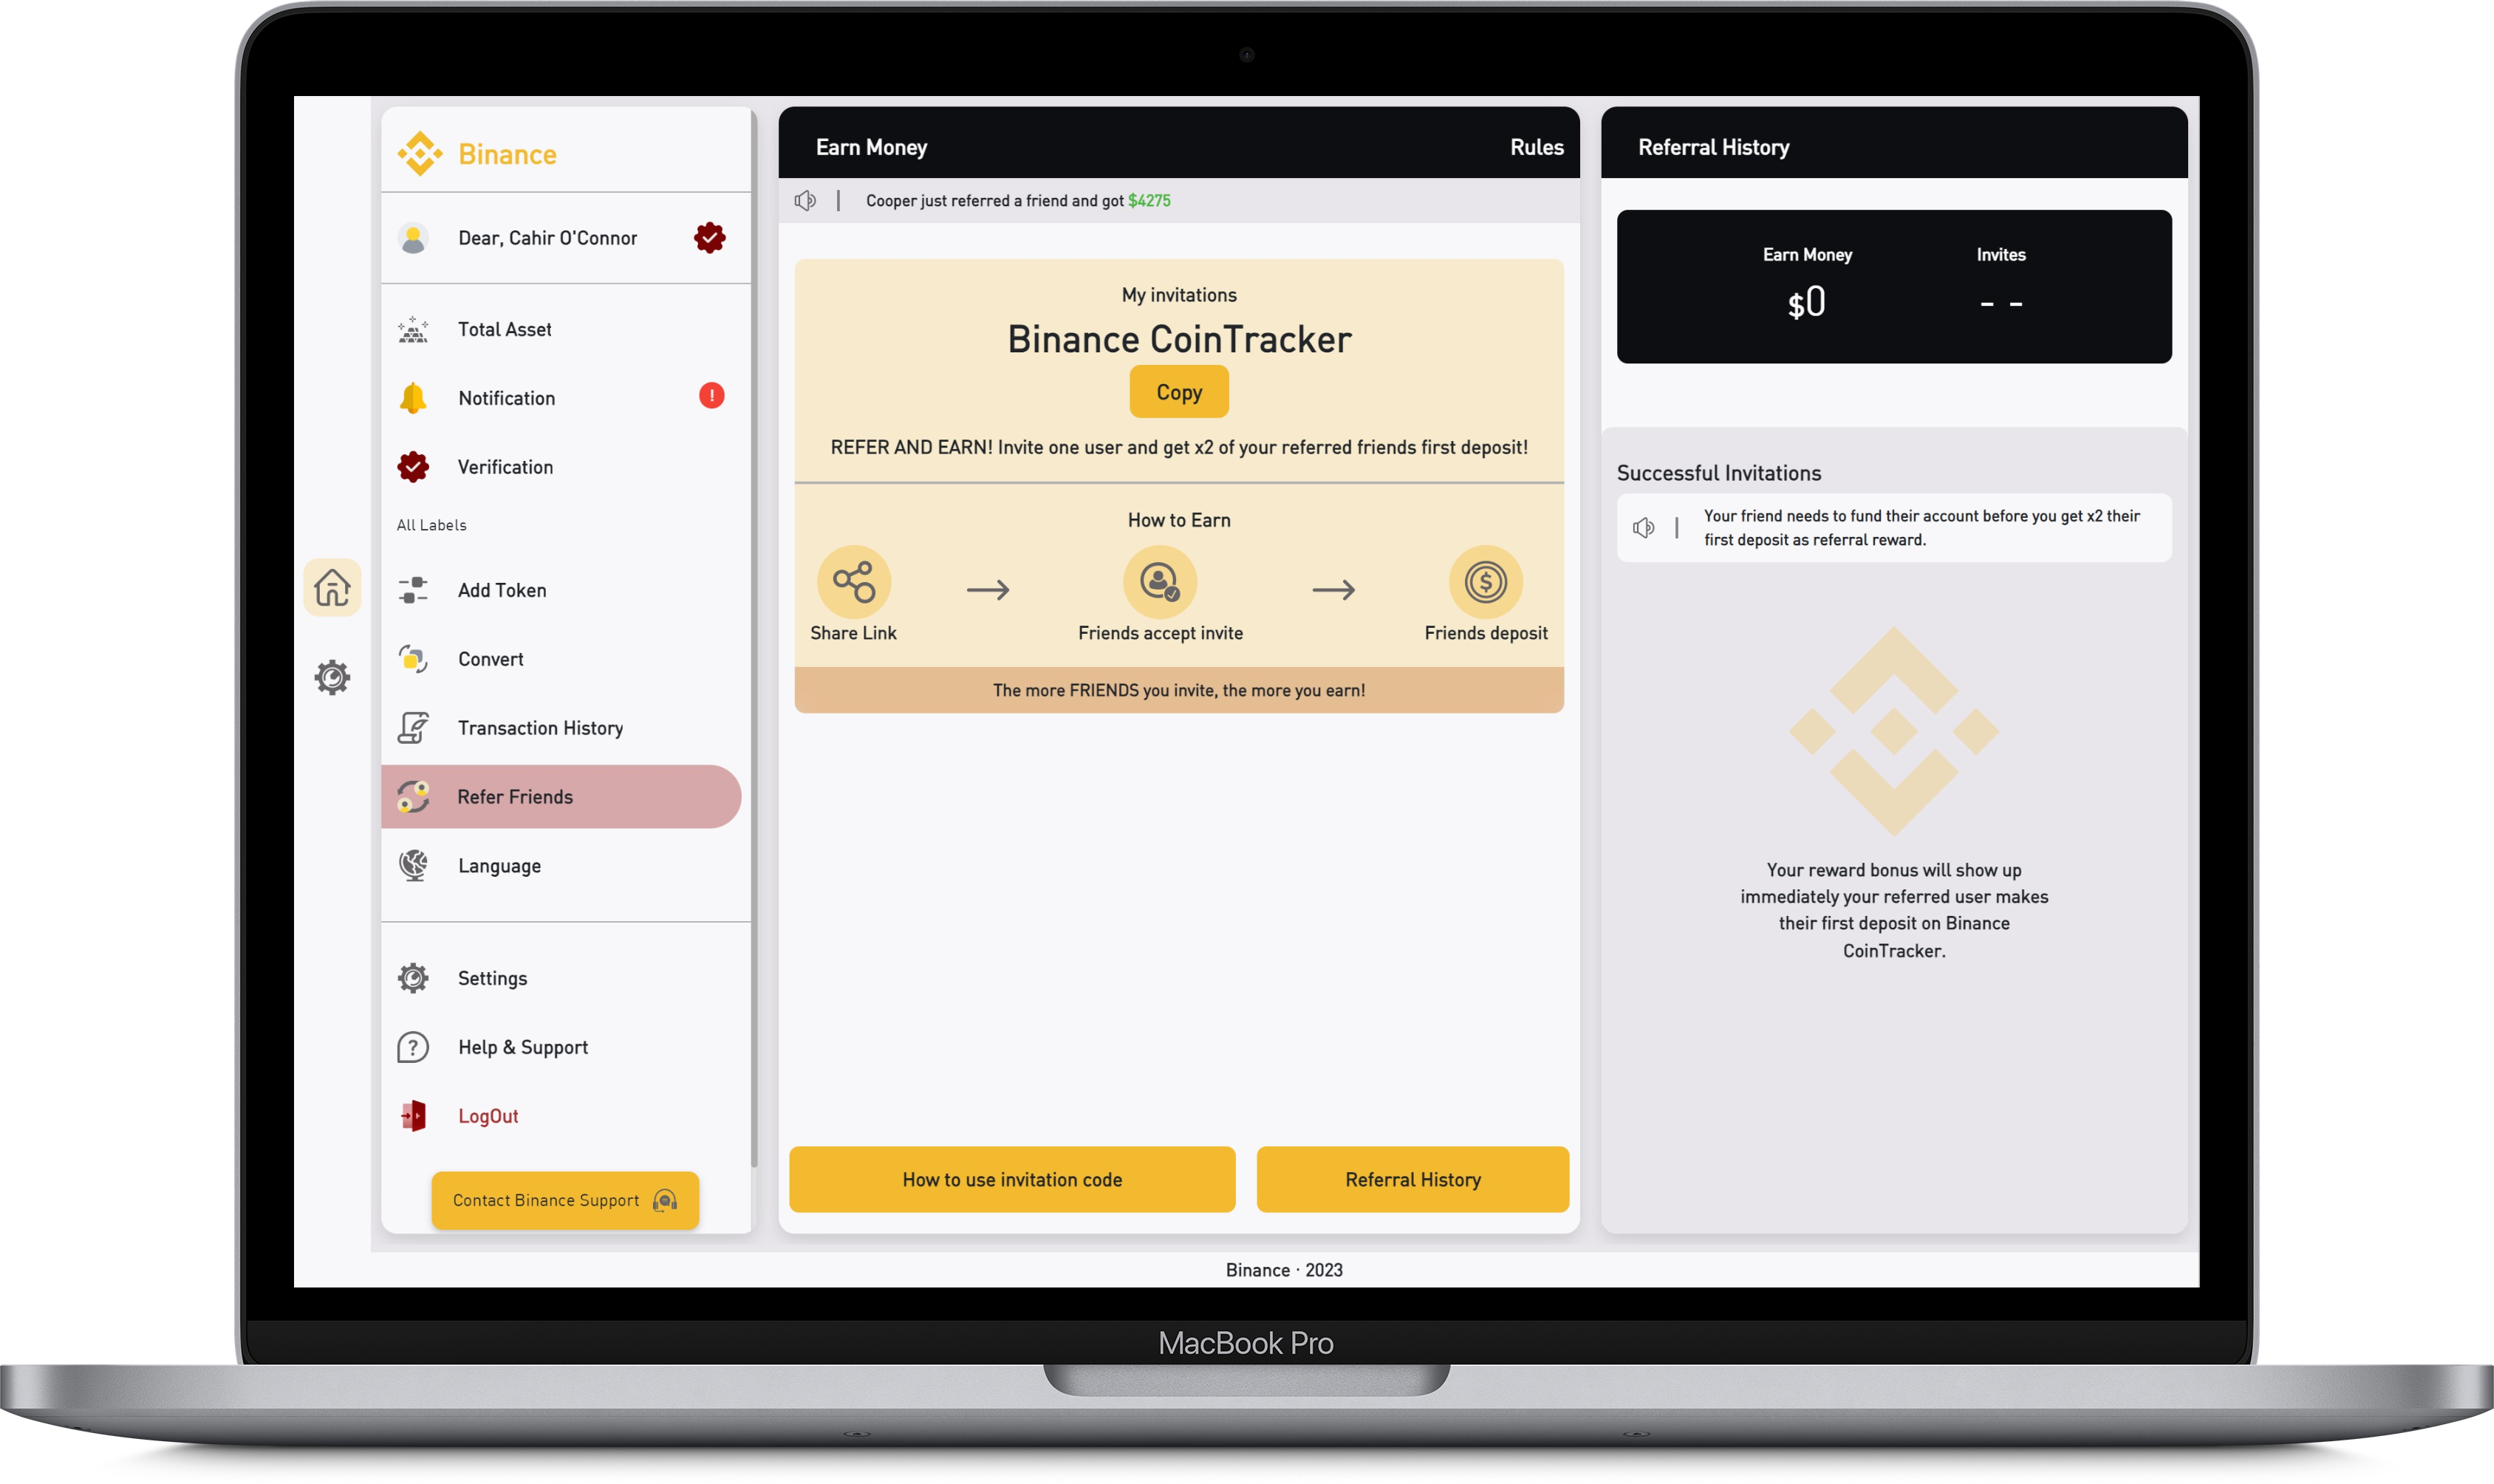 Binance
Dear, Cahir O'Connor
Total Asset
Notification
!
Verification
All Labels
Add Token
Convert
Transaction History
Refer Friends
Language
Settings
Help & Support
?
LogOut
Contact Binance Support
Earn Money
Rules
Cooper just referred a friend and got $4275
My invitations
Binance CoinTracker
Copy
REFER AND EARN! Invite one user and get x2 of your referred friends first deposit!
How to Earn
$
Share Link
Friends accept invite
Friends deposit
The more FRIENDS you invite, the more you earn!
How to use invitation code
Referral History
Referral History
Earn Money
Invites
$0
- -
Successful Invitations
Your friend needs to fund their account before you get x2 their
first deposit as referral reward.
Your reward bonus will show up
immediately your referred user makes
their first deposit on Binance
CoinTracker.
Binance · 2023
MacBook Pro